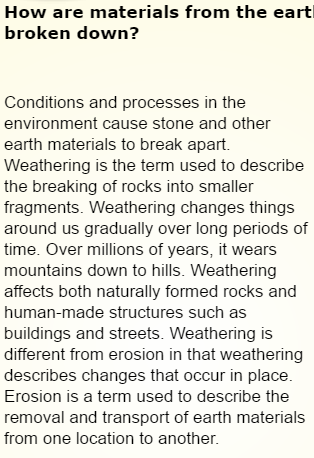 How are materials from the eart
broken down?
Conditions and processes in the
environment cause stone and other
earth materials to break apart.
Weathering is the term used to describe
the breaking of rocks into smaller
fragments. Weathering changes things
around us gradually over long periods of
time. Over millions of years, it wears
mountains down to hills. Weathering
affects both naturally formed rocks and
human-made structures such as
buildings and streets. Weathering is
different from erosion in that weathering
describes changes that occur in place.
Erosion is a term used to describe the
removal and transport of earth materials
from one location to another.